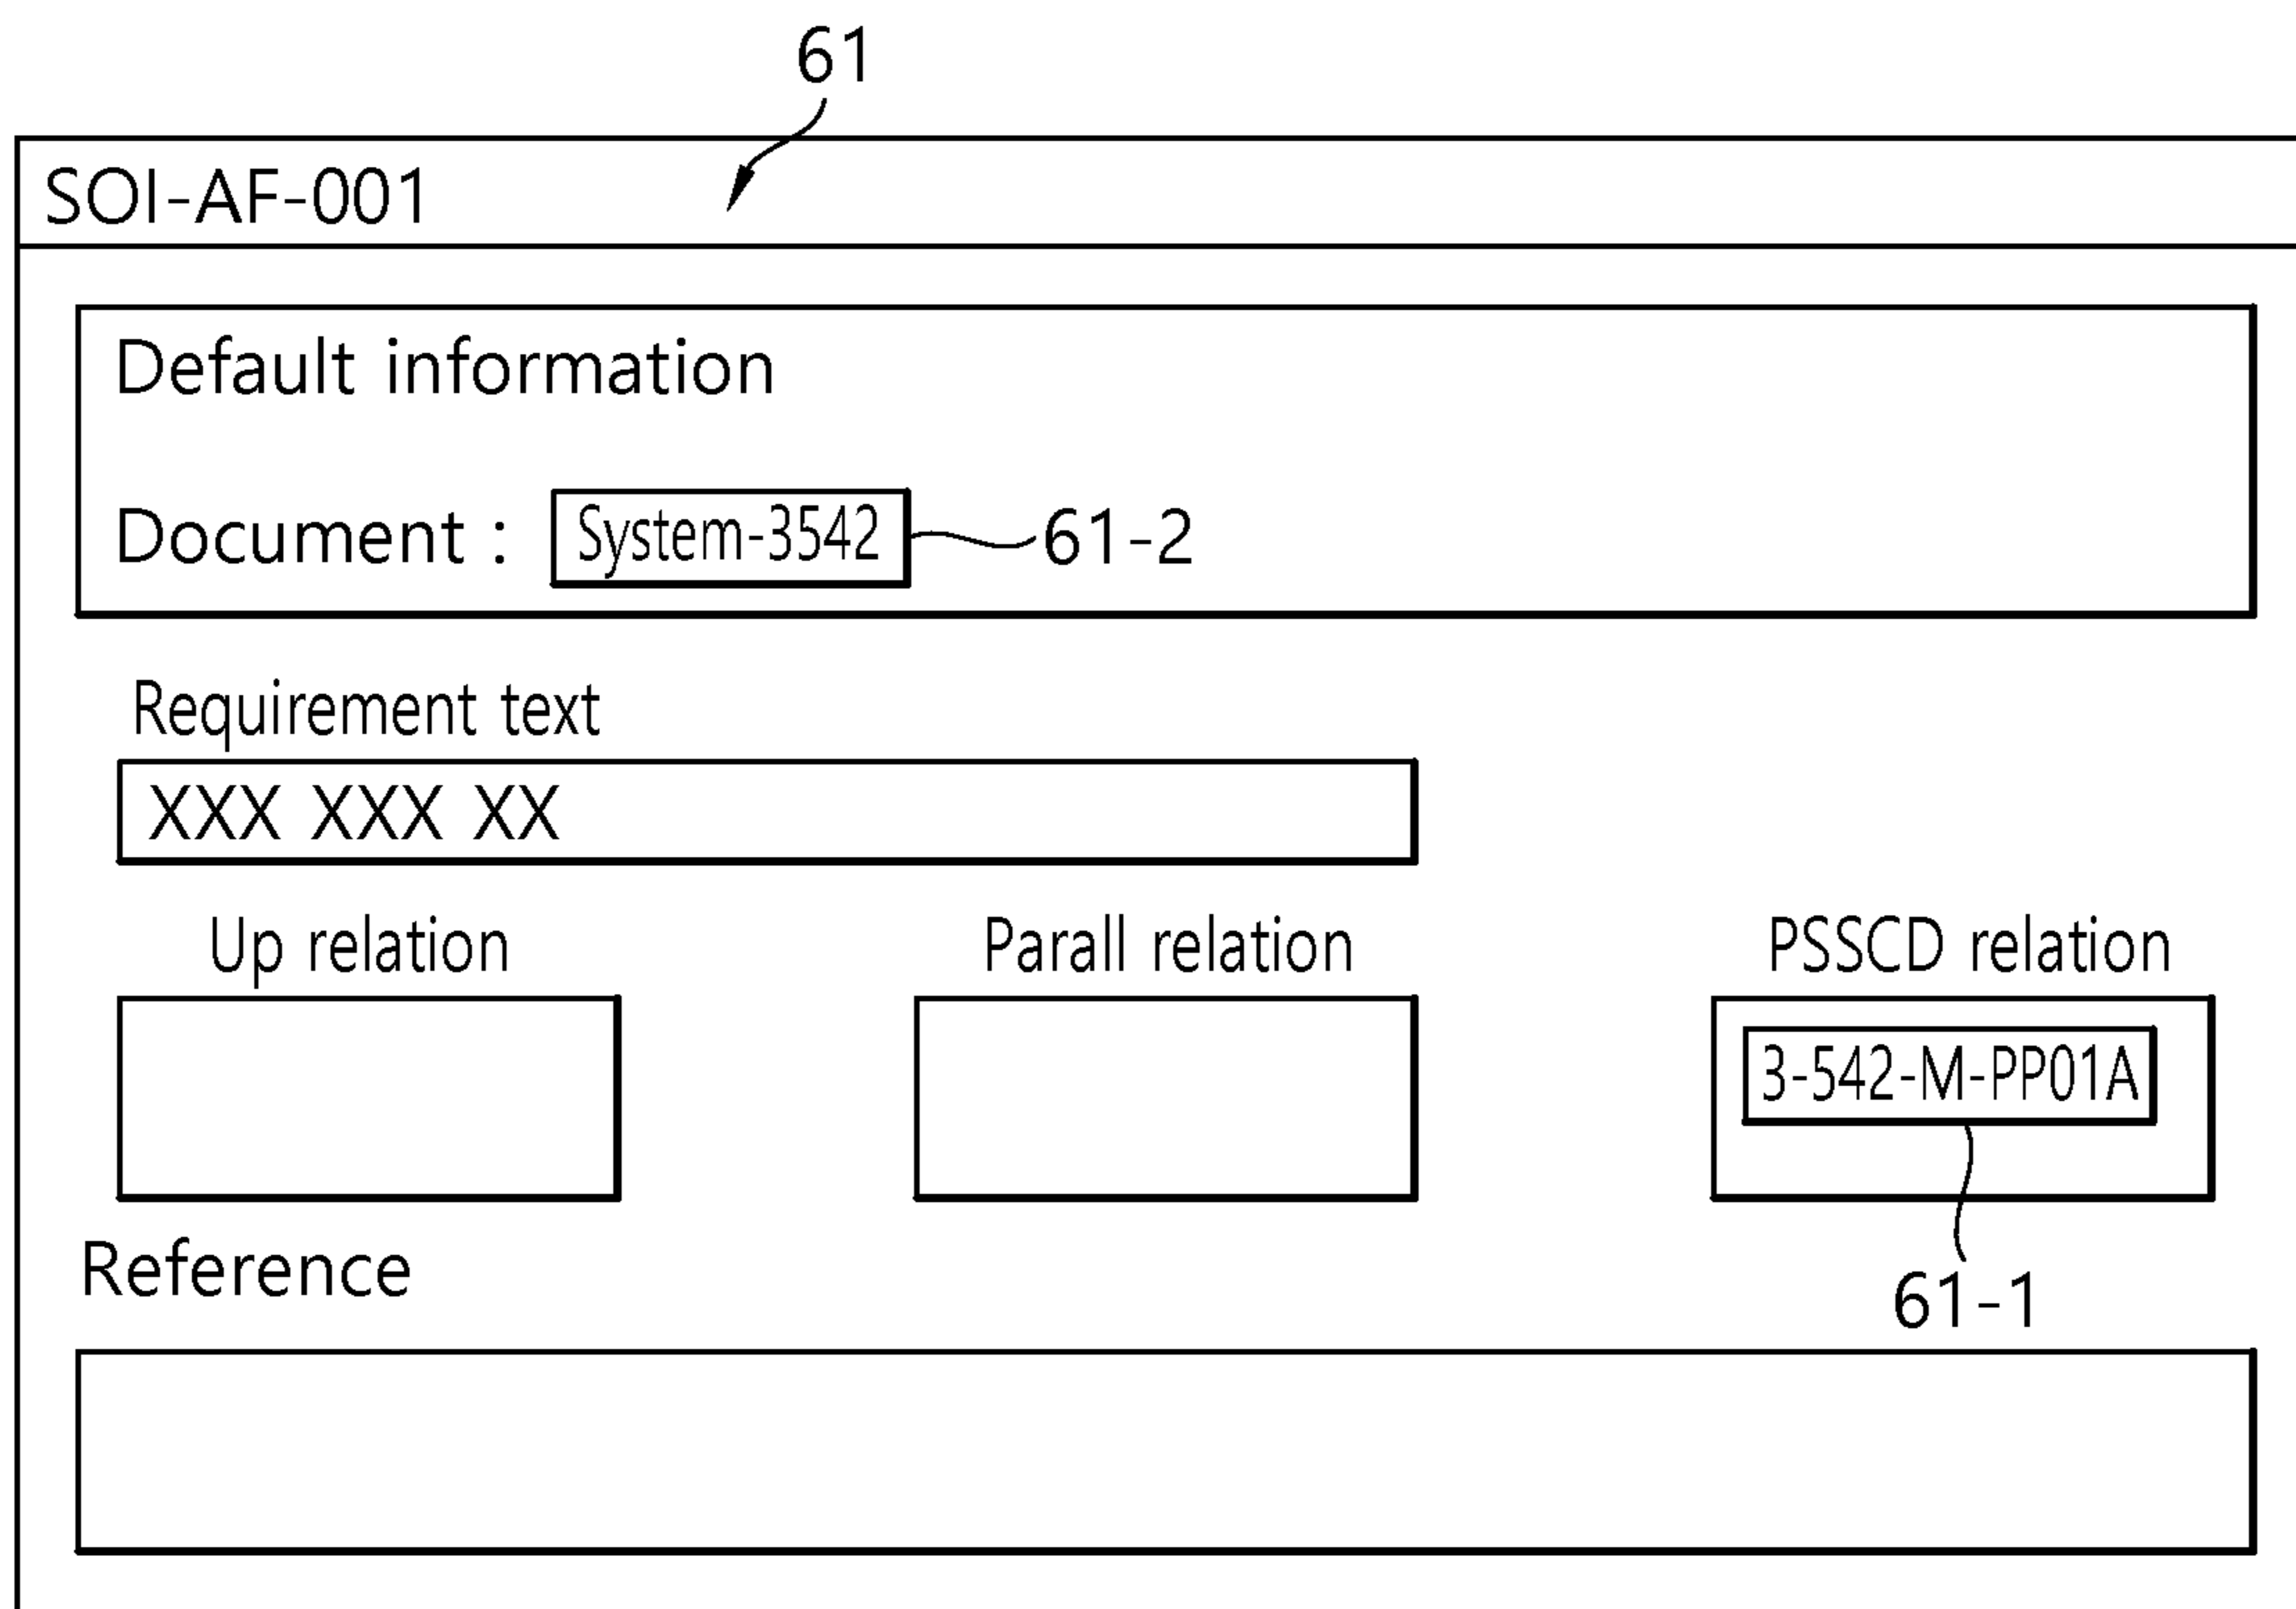 61
SOI-AF-001
Default information
Document : System-3542 61-2
Requirement text
XXX XXX XX
Up relation Parall relation PSSCD relation
3-542-M-PP01A
Reference
61-1